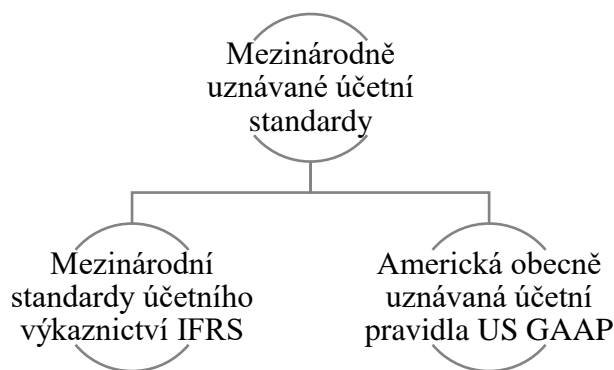 Mezinárodně
uznávané účetní
standardy
Mezinárodní
standardy účetního
výkaznictví IFRS
Americká obecně
uznávaná účetní
pravidla US GAAP